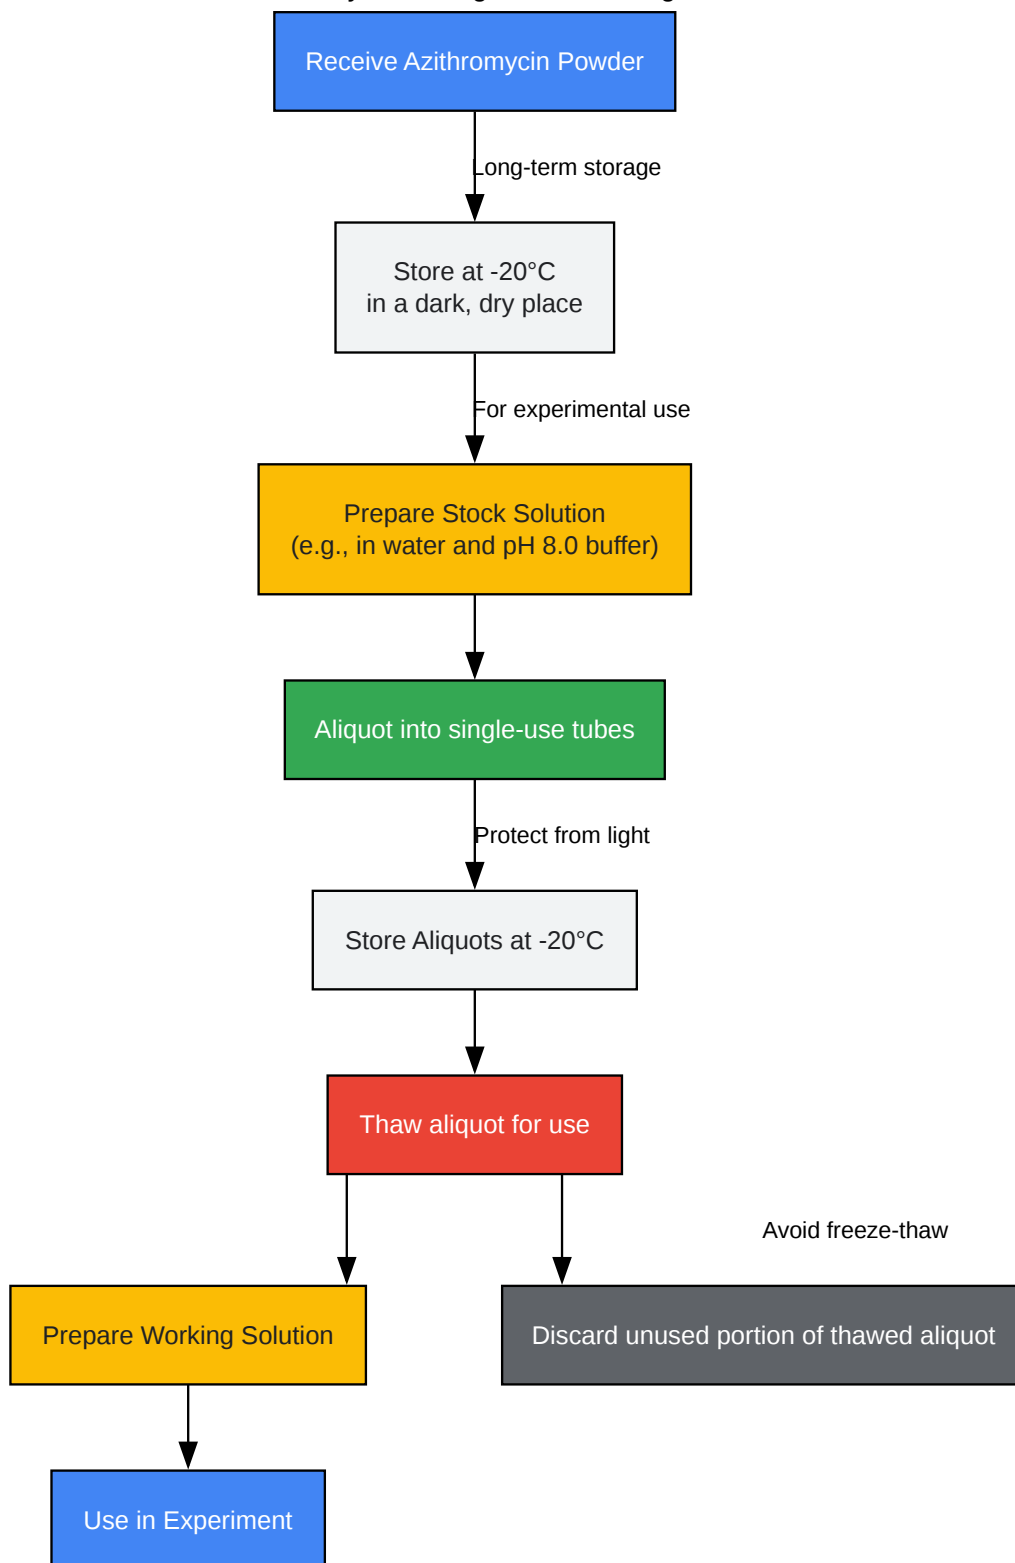 Receive Azithromycin Powder
Long-term storage
Store at -20°C
in a dark, dry place
For experimental use
Prepare Stock Solution
(e.g., in water and pH 8.0 buffer)
Aliquot into single-use tubes
Protect from light
Store Aliquots at -20°C
Thaw aliquot for use
Avoid freeze-thaw
Prepare Working Solution
Discard unused portion of thawed aliquot
Use in Experiment